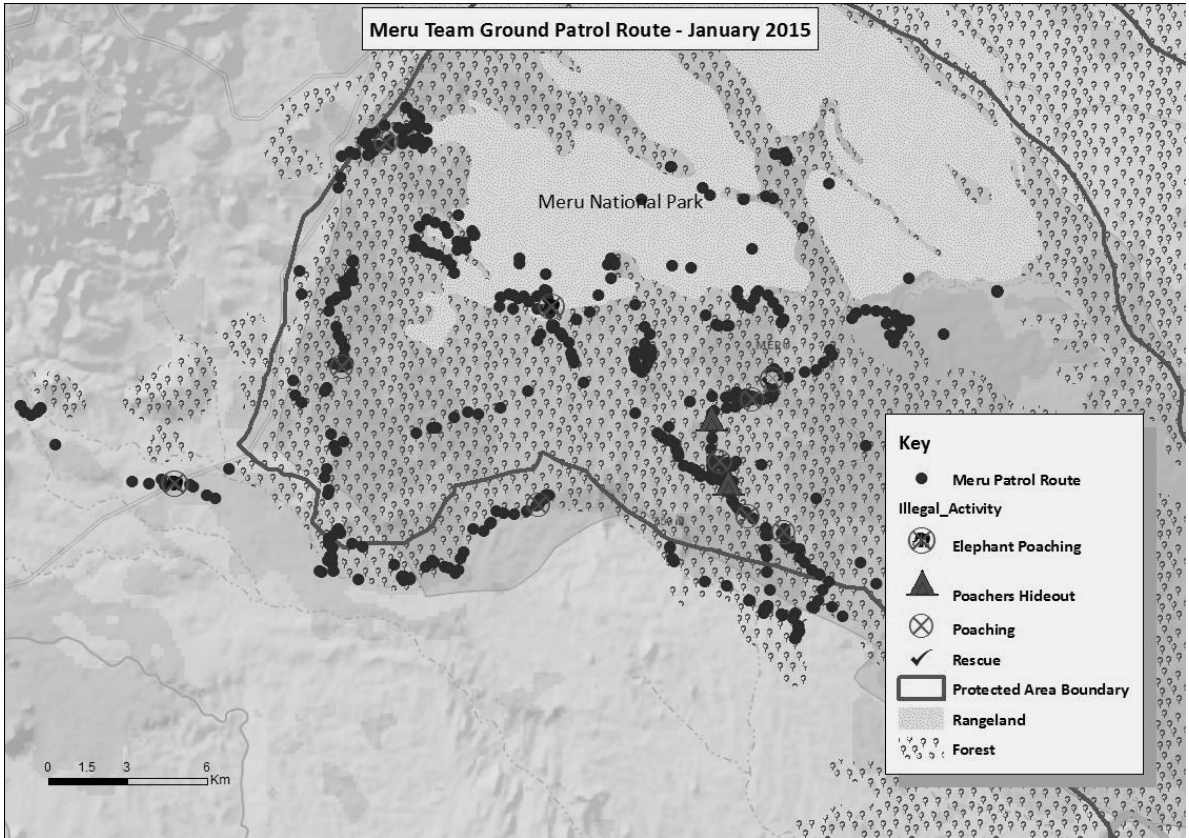 Meru Team Ground Patrol Route - January 2015
Meru National Park
MERU
Key
Meru Patrol Route
Illegal_Activity
Elephant Poaching
Poachers Hideout
Poaching
Rescue
Protected Area Boundary
Rangeland
Forest
0 1.5 3 6
Km